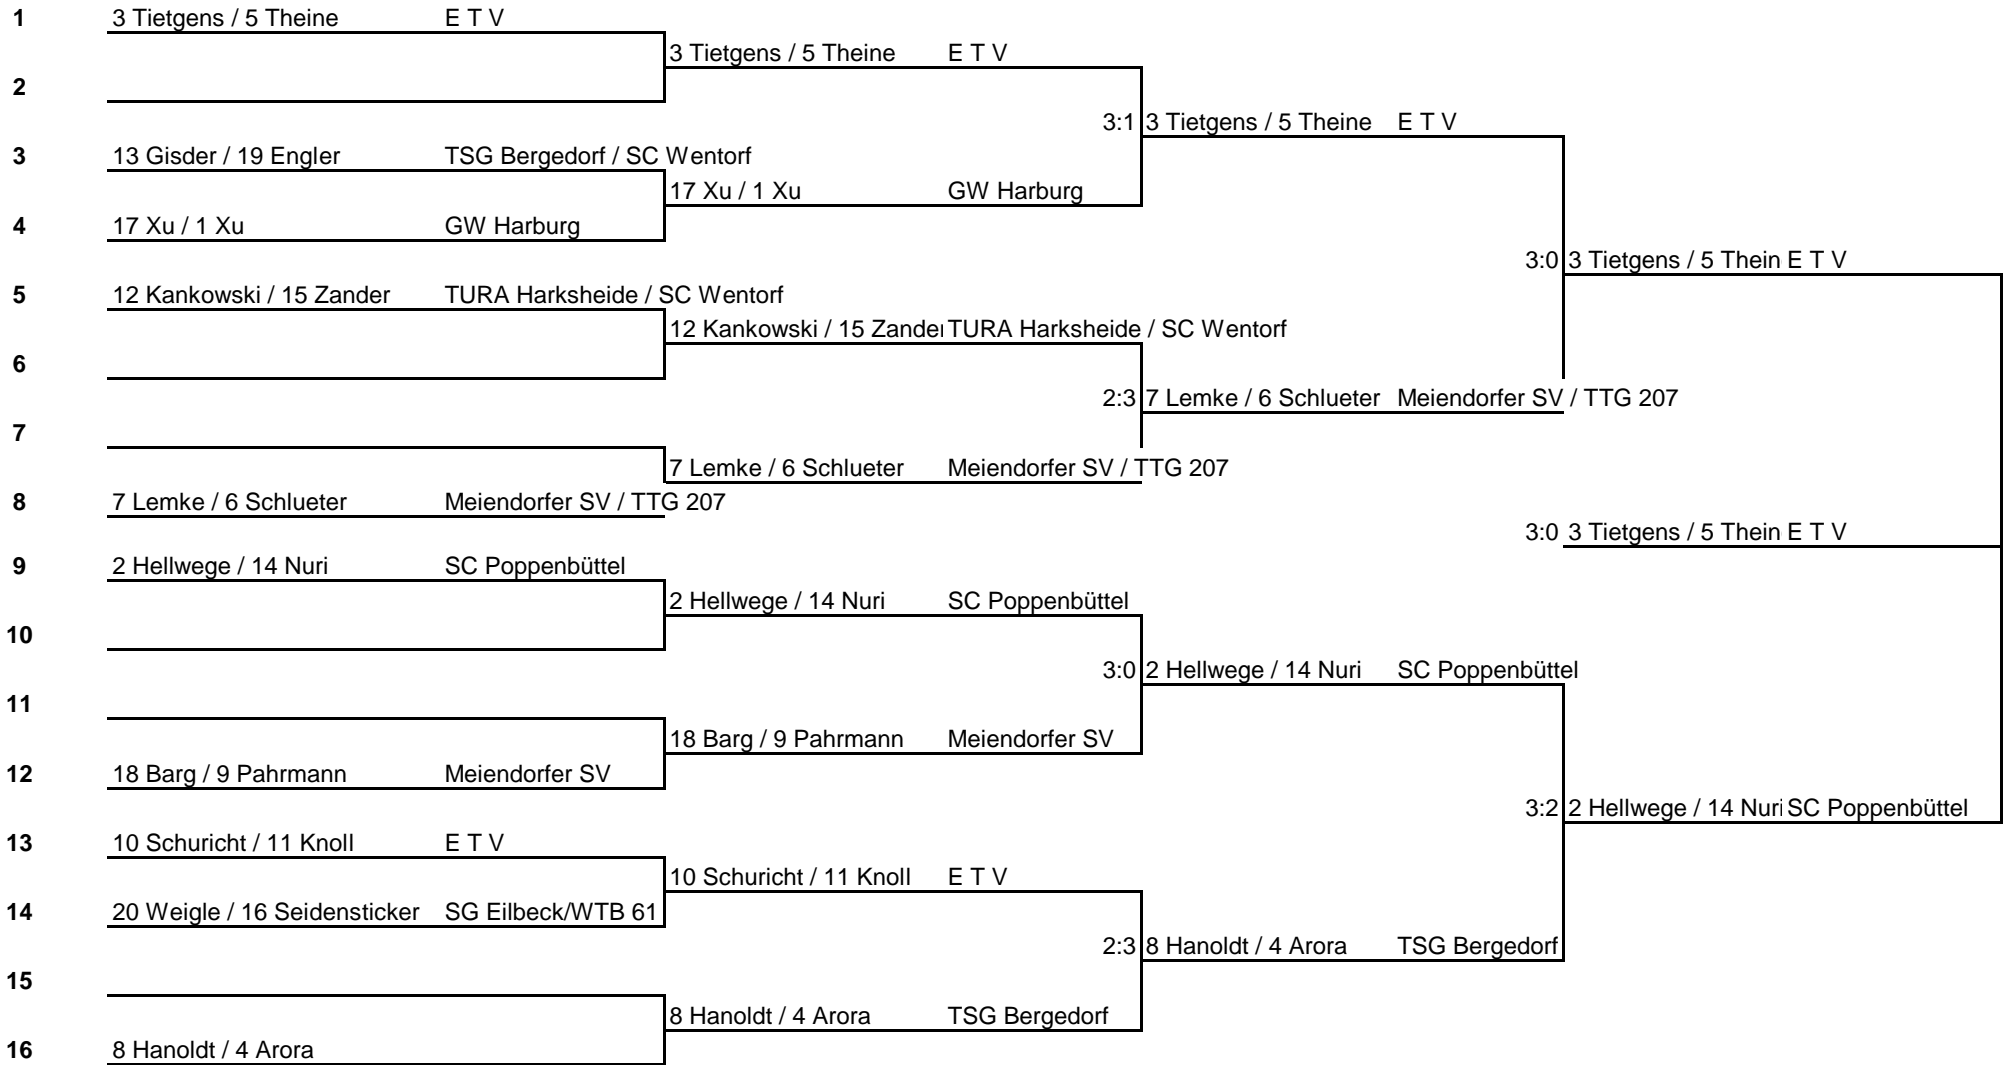 1 3 Tietgens / 5 Theine E T V
3 Tietgens / 5 Theine E T V
2
3:1 3 Tietgens / 5 Theine E T V
3 13 Gisder / 19 Engler TSG Bergedorf / SC Wentorf
17 Xu / 1 Xu GW Harburg
4 17 Xu / 1 Xu GW Harburg
3:0 3 Tietgens / 5 Thein E T V
5 12 Kankowski / 15 Zander TURA Harksheide / SC Wentorf
12 Kankowski / 15 Zander TURA Harksheide / SC Wentorf
6
2:3 7 Lemke / 6 Schlueter Meiendorfer SV / TTG 207
7
7 Lemke / 6 Schlueter Meiendorfer SV / TTG 207
8 7 Lemke / 6 Schlueter Meiendorfer SV / TTG 207
3:0 3 Tietgens / 5 Thein E T V
9 2 Hellwege / 14 Nuri SC Poppenbüttel
2 Hellwege / 14 Nuri SC Poppenbüttel
10
3:0 2 Hellwege / 14 Nuri SC Poppenbüttel
11
18 Barg / 9 Pahrmann Meiendorfer SV
12 18 Barg / 9 Pahrmann Meiendorfer SV
3:2 2 Hellwege / 14 Nuri SC Poppenbüttel
13 10 Schuricht / 11 Knoll E T V
10 Schuricht / 11 Knoll E T V
14 20 Weigle / 16 Seidensticker SG Eilbeck/WTB 61
2:3 8 Hanoldt / 4 Arora TSG Bergedorf
15
8 Hanoldt / 4 Arora TSG Bergedorf
16 8 Hanoldt / 4 Arora